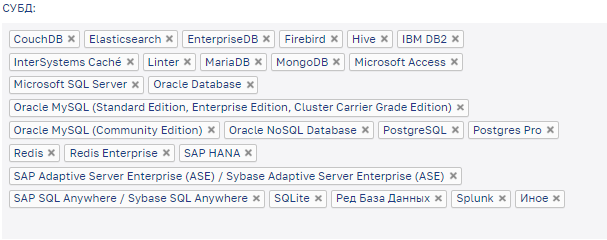 СУБД:
CouchDB × Elasticsearch × EnterpriseDB × Firebird × Hive × IBM DB2 ×
InterSystems Caché × Linter × MariaDB × MongoDB × Microsoft Access ×
Microsoft SQL Server × Oracle Database ×
Oracle MySQL (Standard Edition, Enterprise Edition, Cluster Carrier Grade Edition) ×
Oracle MySQL (Community Edition) × Oracle NoSQL Database × PostgreSQL × Postgres Pro ×
Redis × Redis Enterprise × SAP HANA ×
SAP Adaptive Server Enterprise (ASE) / Sybase Adaptive Server Enterprise (ASE) ×
SAP SQL Anywhere / Sybase SQL Anywhere × SQLite × Ред База Данных × Splunk × Иное ×